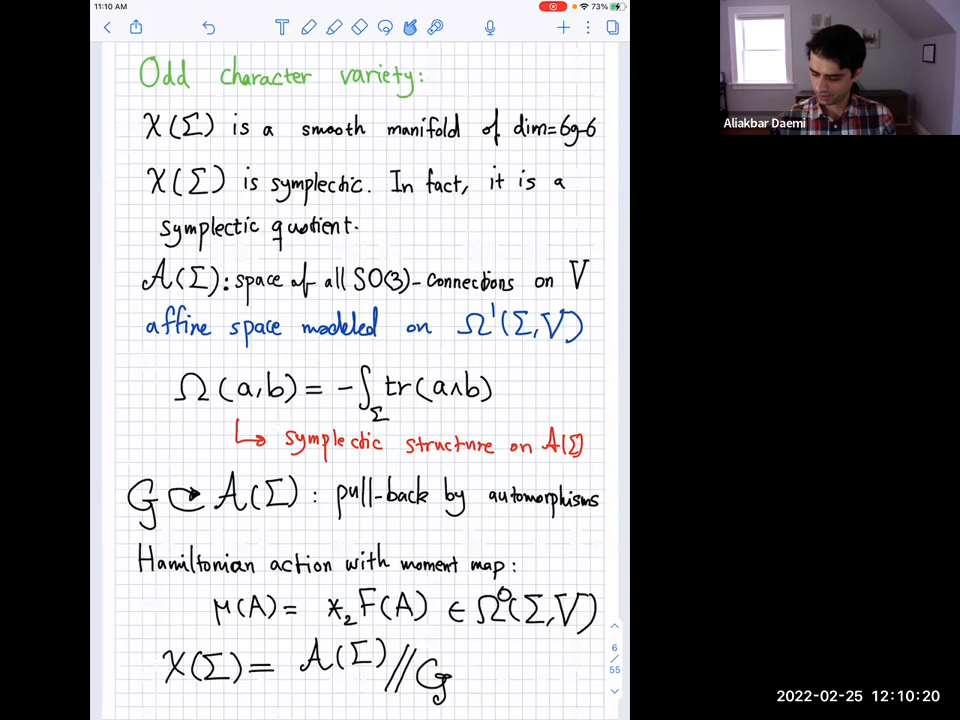 11:10 AM
73%
Odd character variety:
χ(Σ) is a smooth manifold of dim=6g-6
χ(Σ) is symplectic. In fact, it is a
symplectic quotient.
A(Σ): space of all SO(3)-connections on V
affine space modeled on Ω¹(Σ,V)
Ω(a,b) = -∫_Σ tr(a∧b)
↳ symplectic structure on A(Σ)
G ↻ A(Σ): pull-back by automorphisms
Hamiltonian action with moment map:
μ(A) = *₂F(A) ∈ Ω⁰(Σ,V)
χ(Σ) = A(Σ)//G
6
/
55
Aliakbar Daemi
2022-02-25 12:10:20